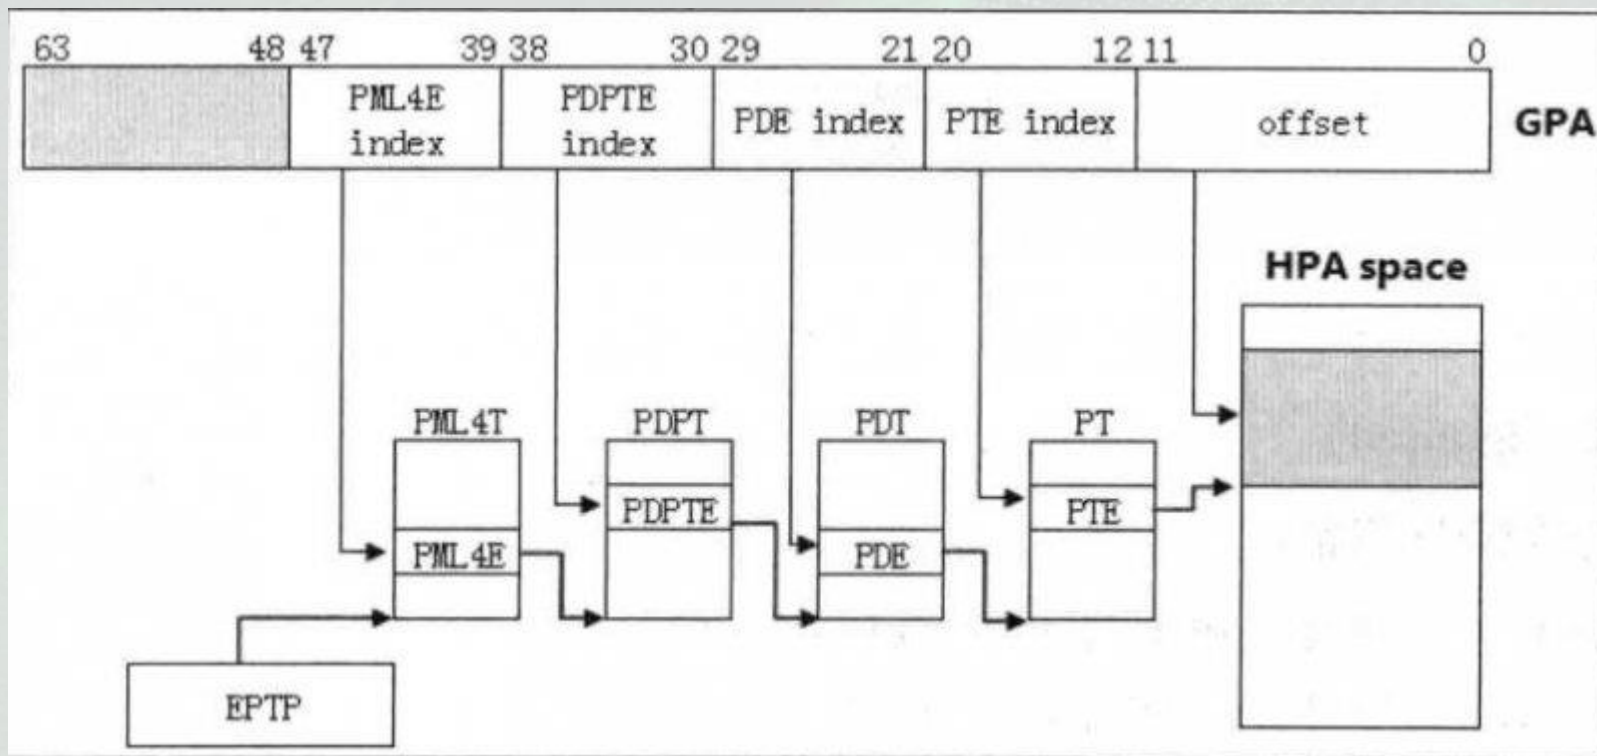 63 48 47 39 38 30 29 21 20 12 11 0
PML4E index
PDPTE index
PDE index
PTE index
offset
GPA
HPA space
PML4T
PDPT
PDT
PT
PDPTE
PTE
PML4E
PDE
EPTP